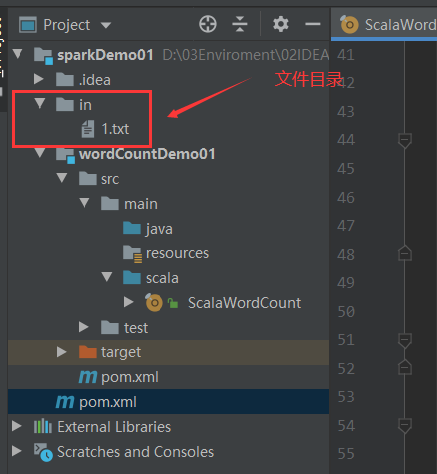 Project
ScalaWord
sparkDemo01 D:\03Enviroment\02IDEA
.idea
文件目录
in
1.txt
wordCountDemo01
src
main
java
resources
scala
ScalaWordCount
test
target
pom.xml
pom.xml
External Libraries
Scratches and Consoles
41
42
43
44
45
46
47
48
49
50
51
52
53
54
55